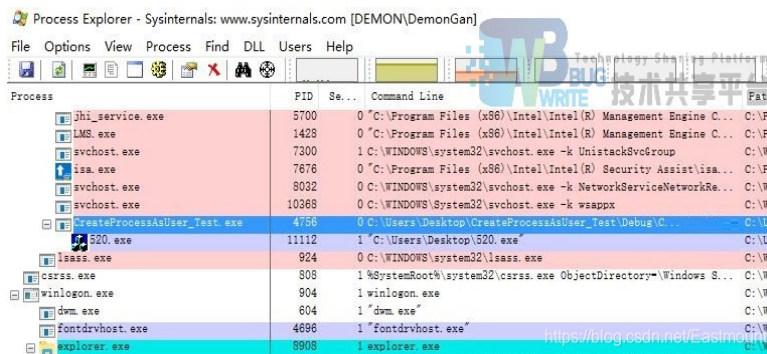 Process Explorer - Sysinternals: www.sysinternals.com [DEMON\DemonGan]
File Options View Process Find DLL Users Help
Technology Sharing Platform
WB BUG WRITE 技术共享平台
Process PID Se... Command Line Pat
jhi_service.exe 5700 0 "C:\Program Files (x86)\Intel\Intel(R) Management Engine C... C:\P
LMS.exe 1428 0 "C:\Program Files (x86)\Intel\Intel(R) Management Engine C... C:\P
svchost.exe 7300 1 C:\WINDOWS\system32\svchost.exe -k UnistackSvcGroup C:\W
isa.exe 7676 0 "C:\Program Files (x86)\Intel\Intel(R) Security Assist\isa... C:\P
svchost.exe 8032 0 C:\WINDOWS\system32\svchost.exe -k NetworkServiceNetworkRe... C:\W
svchost.exe 10368 0 C:\WINDOWS\System32\svchost.exe -k wsappx C:\W
CreateProcessAsUser_Test.exe 4756 0 C:\Users\Desktop\CreateProcessAsUser_Test\Debug\C... C:\U
520.exe 11112 1 "C:\Users\Desktop\520.exe" C:\U
lsass.exe 924 0 C:\WINDOWS\system32\lsass.exe C:\W
csrss.exe 808 1 %SystemRoot%\system32\csrss.exe ObjectDirectory=\Windows S... C:\W
winlogon.exe 904 1 winlogon.exe C:\W
dwm.exe 604 1 "dwm.exe" C:\W
fontdrvhost.exe 4696 1 "fontdrvhost.exe" C:\W
https://blog.csdn.net/Eastmount
explorer.exe 8908 1 explorer.exe C:\W